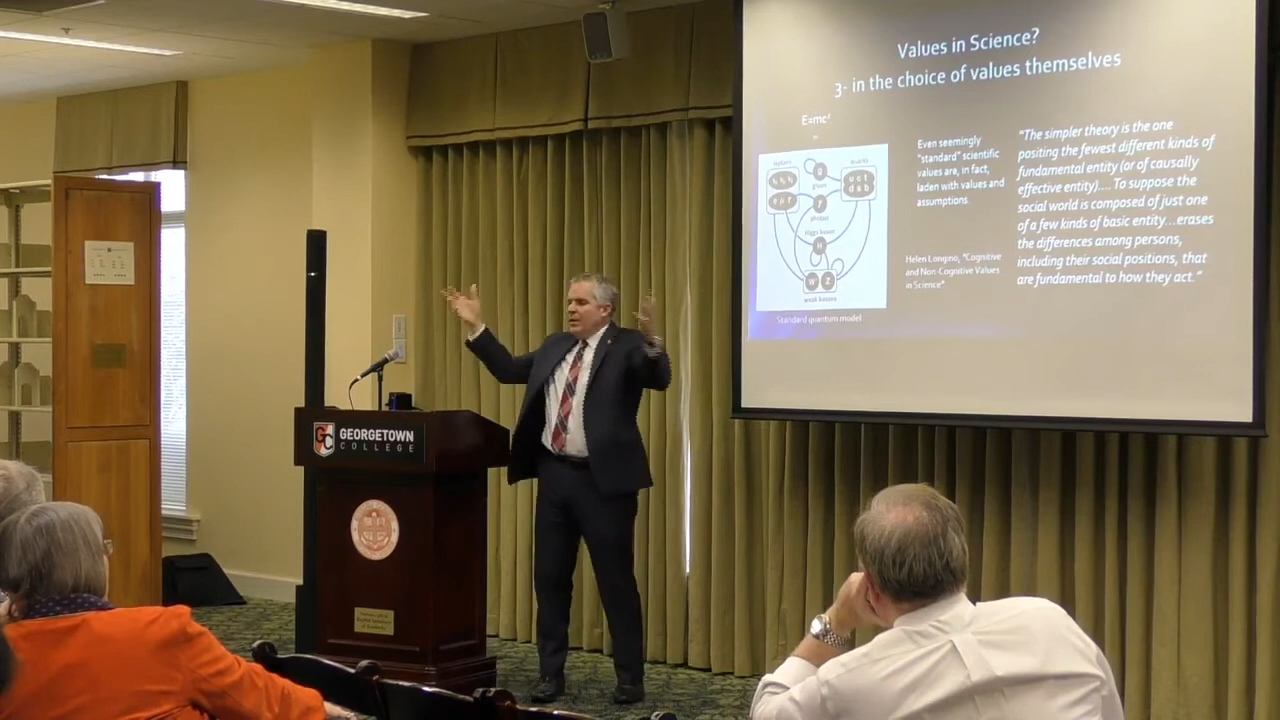 Values in Science?
3- in the choice of values themselves
E=mc²
leptons
quarks
g
u c t
d s b
gluons
e μ τ
γ
photon
Higgs boson
H
W Z
weak bosons
Standard quantum model
Even seemingly
"standard" scientific
values are, in fact,
laden with values and
assumptions.
Helen Longino, "Cognitive
and Non-Cognitive Values
in Science"
"The simpler theory is the one
positing the fewest different kinds of
fundamental entity (or of causally
effective entity).... To suppose the
social world is composed of just one
of a few kinds of basic entity...erases
the differences among persons,
including their social positions, that
are fundamental to how they act."
GC
GEORGETOWN
COLLEGE